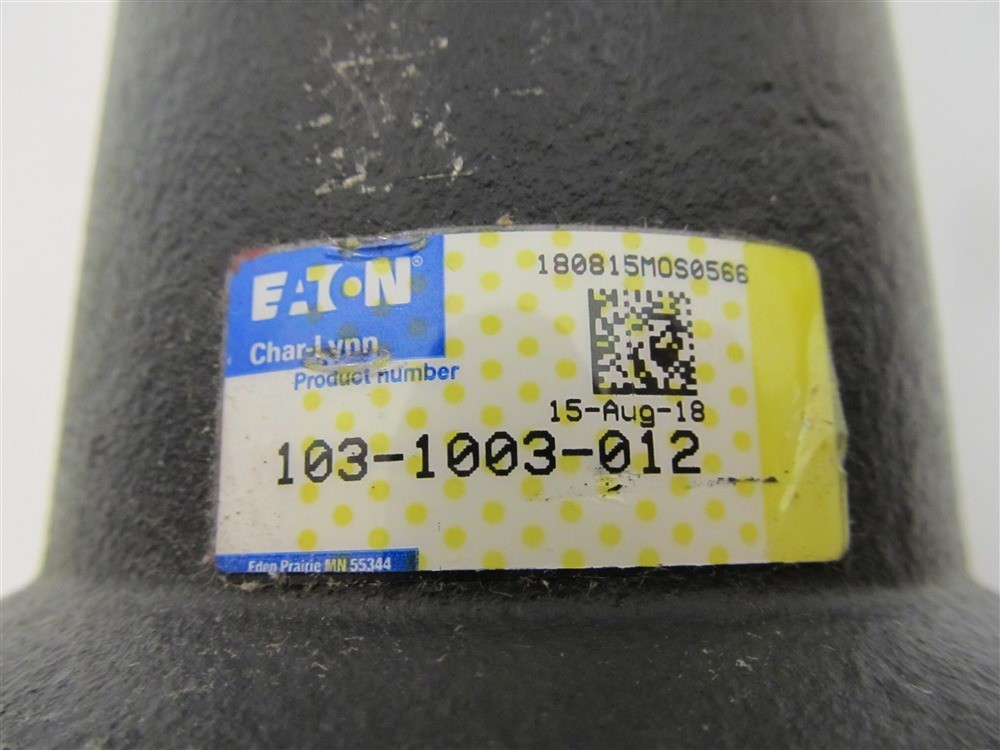 EATON®
Char-Lynn
Product number
180815MOS0566
15-Aug-18
103-1003-012
Eden Prairie MN 55344